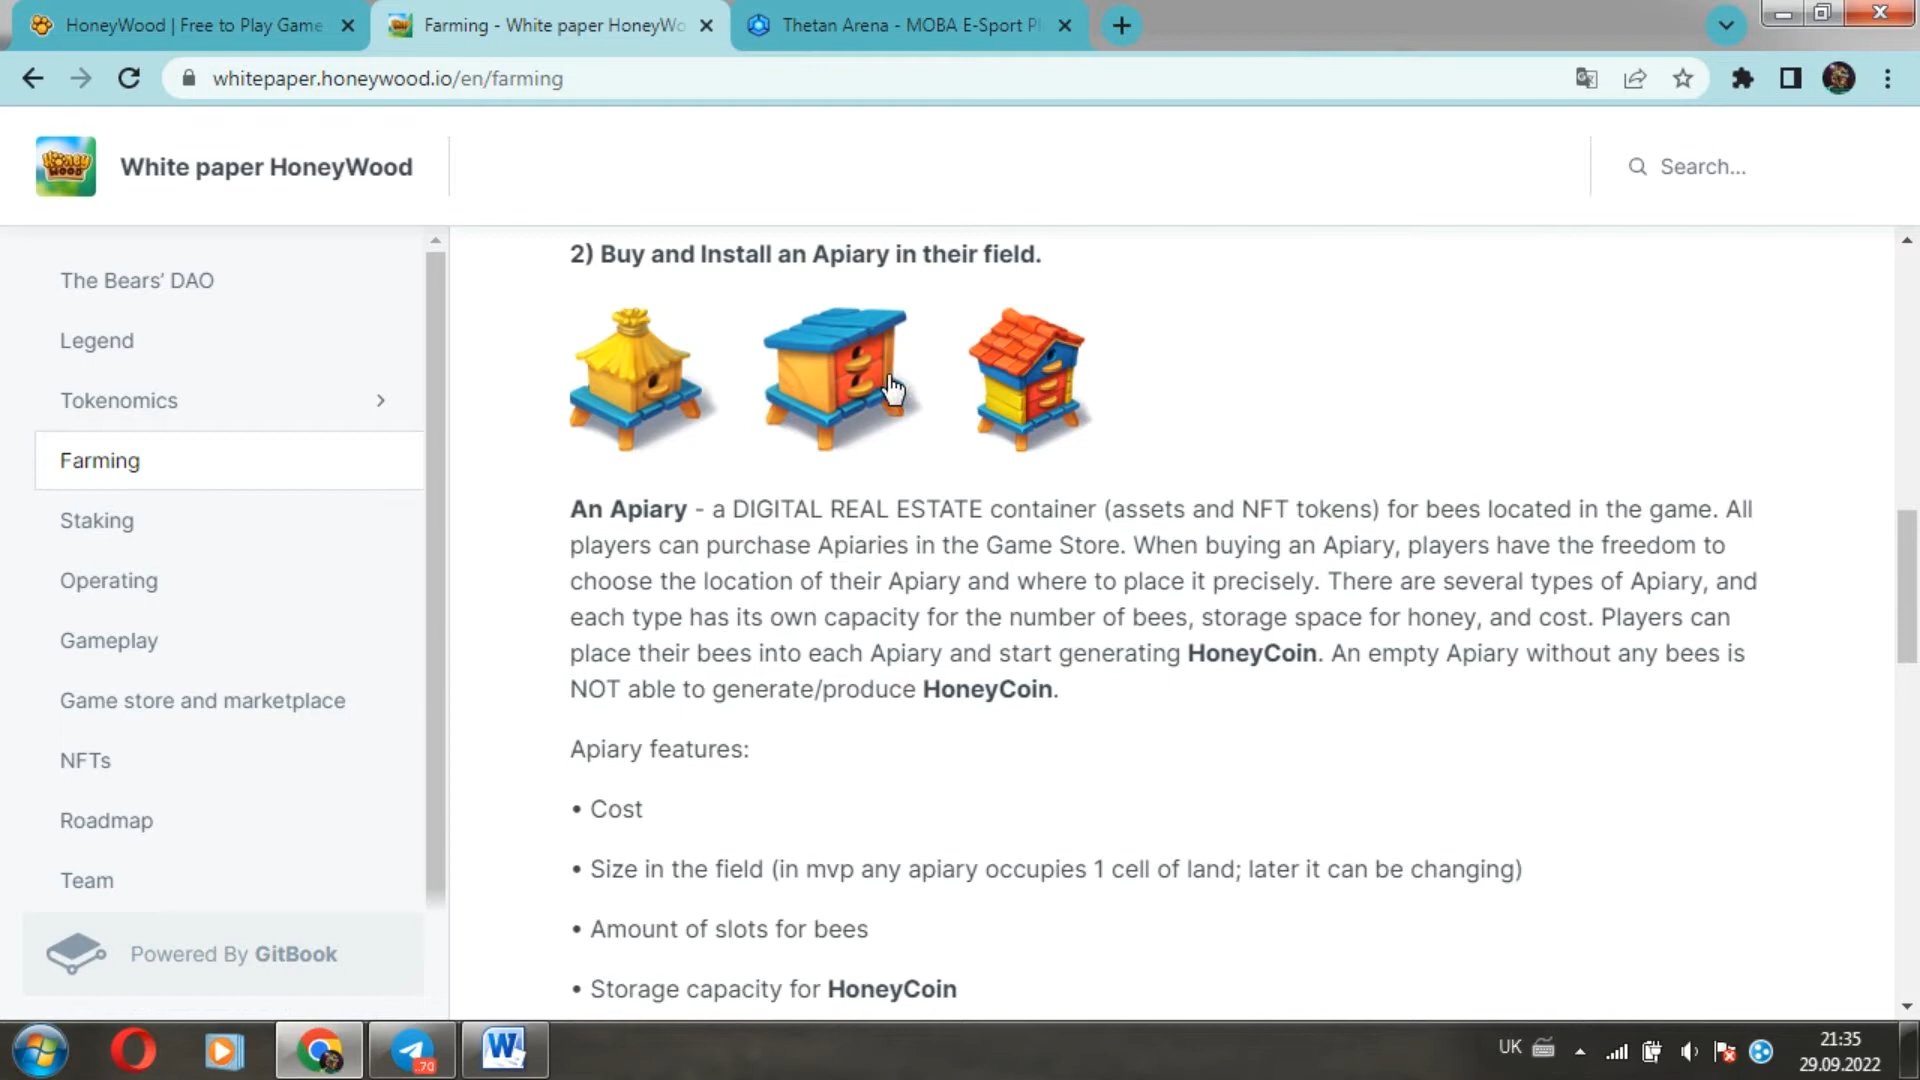 HoneyWood | Free to Play Game
Farming - White paper HoneyWo
Thetan Arena - MOBA E-Sport Pl
whitepaper.honeywood.io/en/farming
HONEY
WOOD
White paper HoneyWood
Search...
The Bears’ DAO
Legend
Tokenomics
Farming
Staking
Operating
Gameplay
Game store and marketplace
NFTs
Roadmap
Team
Powered By GitBook
2) Buy and Install an Apiary in their field.
An Apiary - a DIGITAL REAL ESTATE container (assets and NFT tokens) for bees located in the game. All
players can purchase Apiaries in the Game Store. When buying an Apiary, players have the freedom to
choose the location of their Apiary and where to place it precisely. There are several types of Apiary, and
each type has its own capacity for the number of bees, storage space for honey, and cost. Players can
place their bees into each Apiary and start generating HoneyCoin. An empty Apiary without any bees is
NOT able to generate/produce HoneyCoin.
Apiary features:
• Cost
• Size in the field (in mvp any apiary occupies 1 cell of land; later it can be changing)
• Amount of slots for bees
• Storage capacity for HoneyCoin
70
W
UK
21:35
29.09.2022